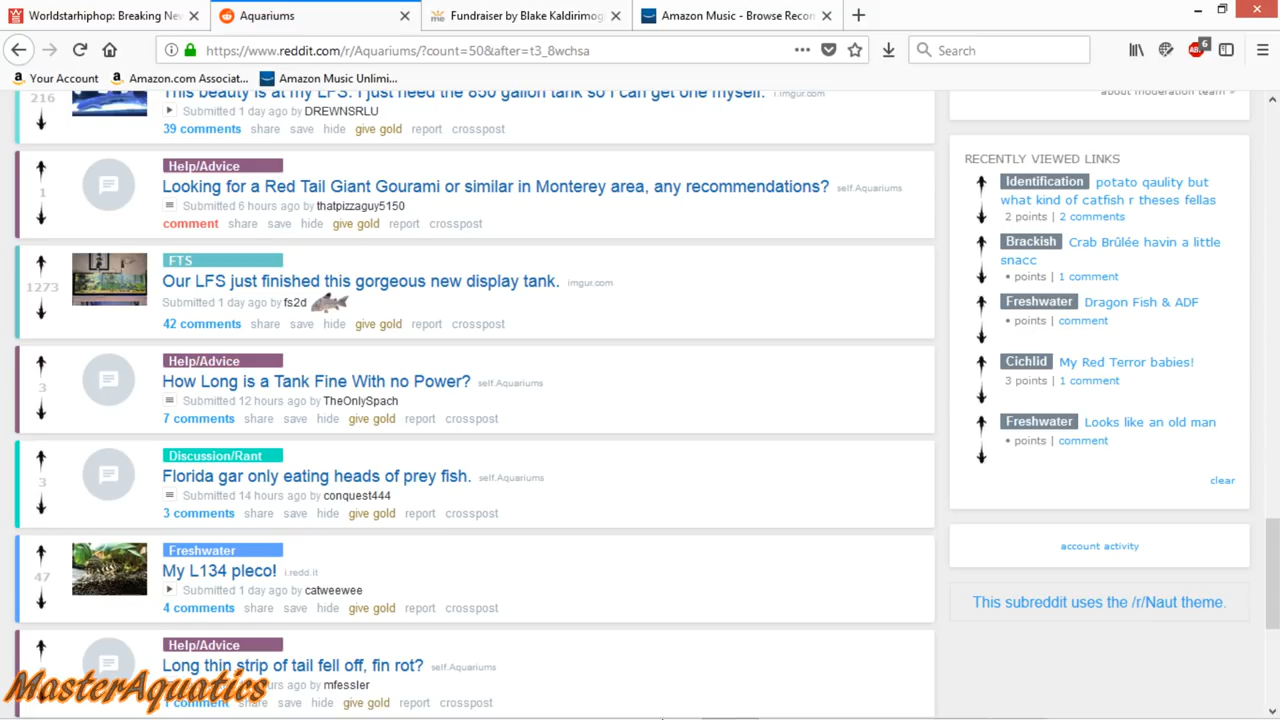 Worldstarhiphop: Breaking Ne
Aquariums
Fundraiser by Blake Kaldirimog
Amazon Music - Browse Recon
https://www.reddit.com/r/Aquariums/?count=50&after=t3_8wchsa
Search
6
Your Account
Amazon.com Associat...
Amazon Music Unlimi...
216
This beauty is at my LFS. I just need the 850 gallon tank so I can get one myself. i.imgur.com
Submitted 1 day ago by DREWNSRLU
39 comments share save hide give gold report crosspost
Help/Advice
1
Looking for a Red Tail Giant Gourami or similar in Monterey area, any recommendations? self.Aquariums
Submitted 6 hours ago by thatpizzaguy5150
comment share save hide give gold report crosspost
FTS
1273
Our LFS just finished this gorgeous new display tank. imgur.com
Submitted 1 day ago by fs2d
42 comments share save hide give gold report crosspost
Help/Advice
3
How Long is a Tank Fine With no Power? self.Aquariums
Submitted 12 hours ago by TheOnlySpach
7 comments share save hide give gold report crosspost
Discussion/Rant
3
Florida gar only eating heads of prey fish. self.Aquariums
Submitted 14 hours ago by conquest444
3 comments share save hide give gold report crosspost
Freshwater
47
My L134 pleco! i.redd.it
Submitted 1 day ago by catweewee
4 comments share save hide give gold report crosspost
Help/Advice
Long thin strip of tail fell off, fin rot? self.Aquariums
hours ago by mfessler
1 comment share save hide give gold report crosspost
MasterAquatics
about moderation team »
RECENTLY VIEWED LINKS
Identification potato qaulity but
what kind of catfish r theses fellas
2 points | 2 comments
Brackish Crab Brûlée havin a little
snacc
• points | 1 comment
Freshwater Dragon Fish & ADF
• points | comment
Cichlid My Red Terror babies!
3 points | 1 comment
Freshwater Looks like an old man
• points | comment
clear
account activity
This subreddit uses the /r/Naut theme.